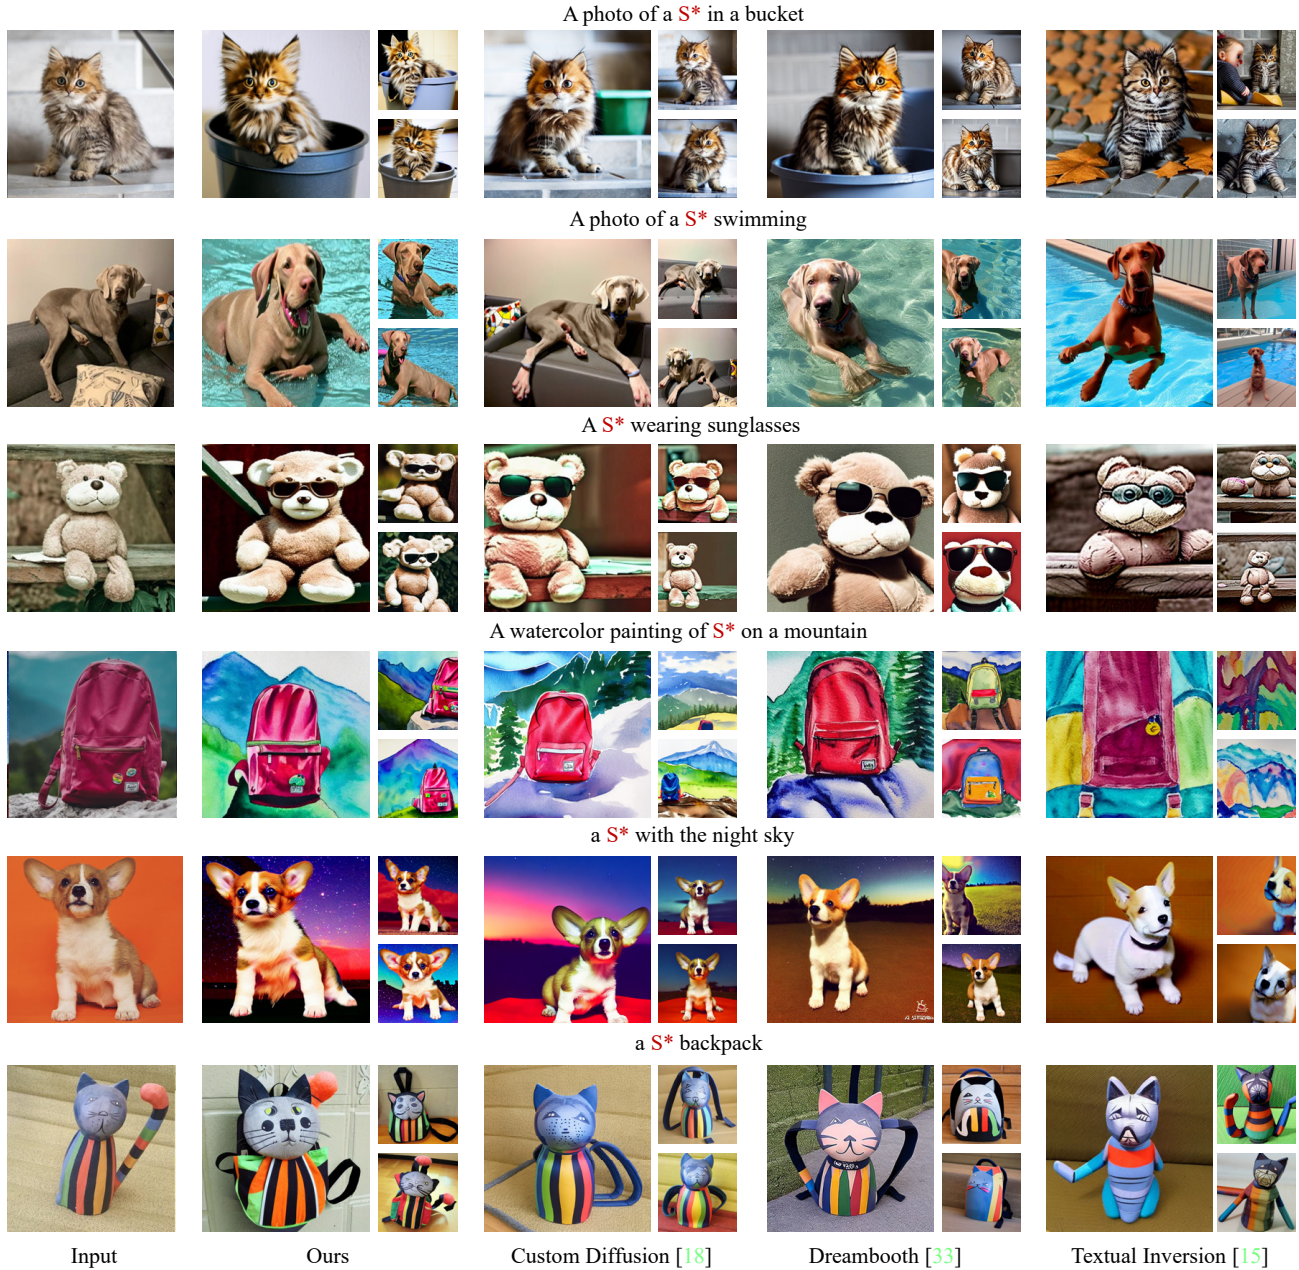 A photo of a S* in a bucket
A photo of a S* swimming
A S* wearing sunglasses
A watercolor painting of S* on a mountain
a S* with the night sky
a S* backpack
Input
Ours
Custom Diffusion [18]
Dreambooth [33]
Textual Inversion [15]